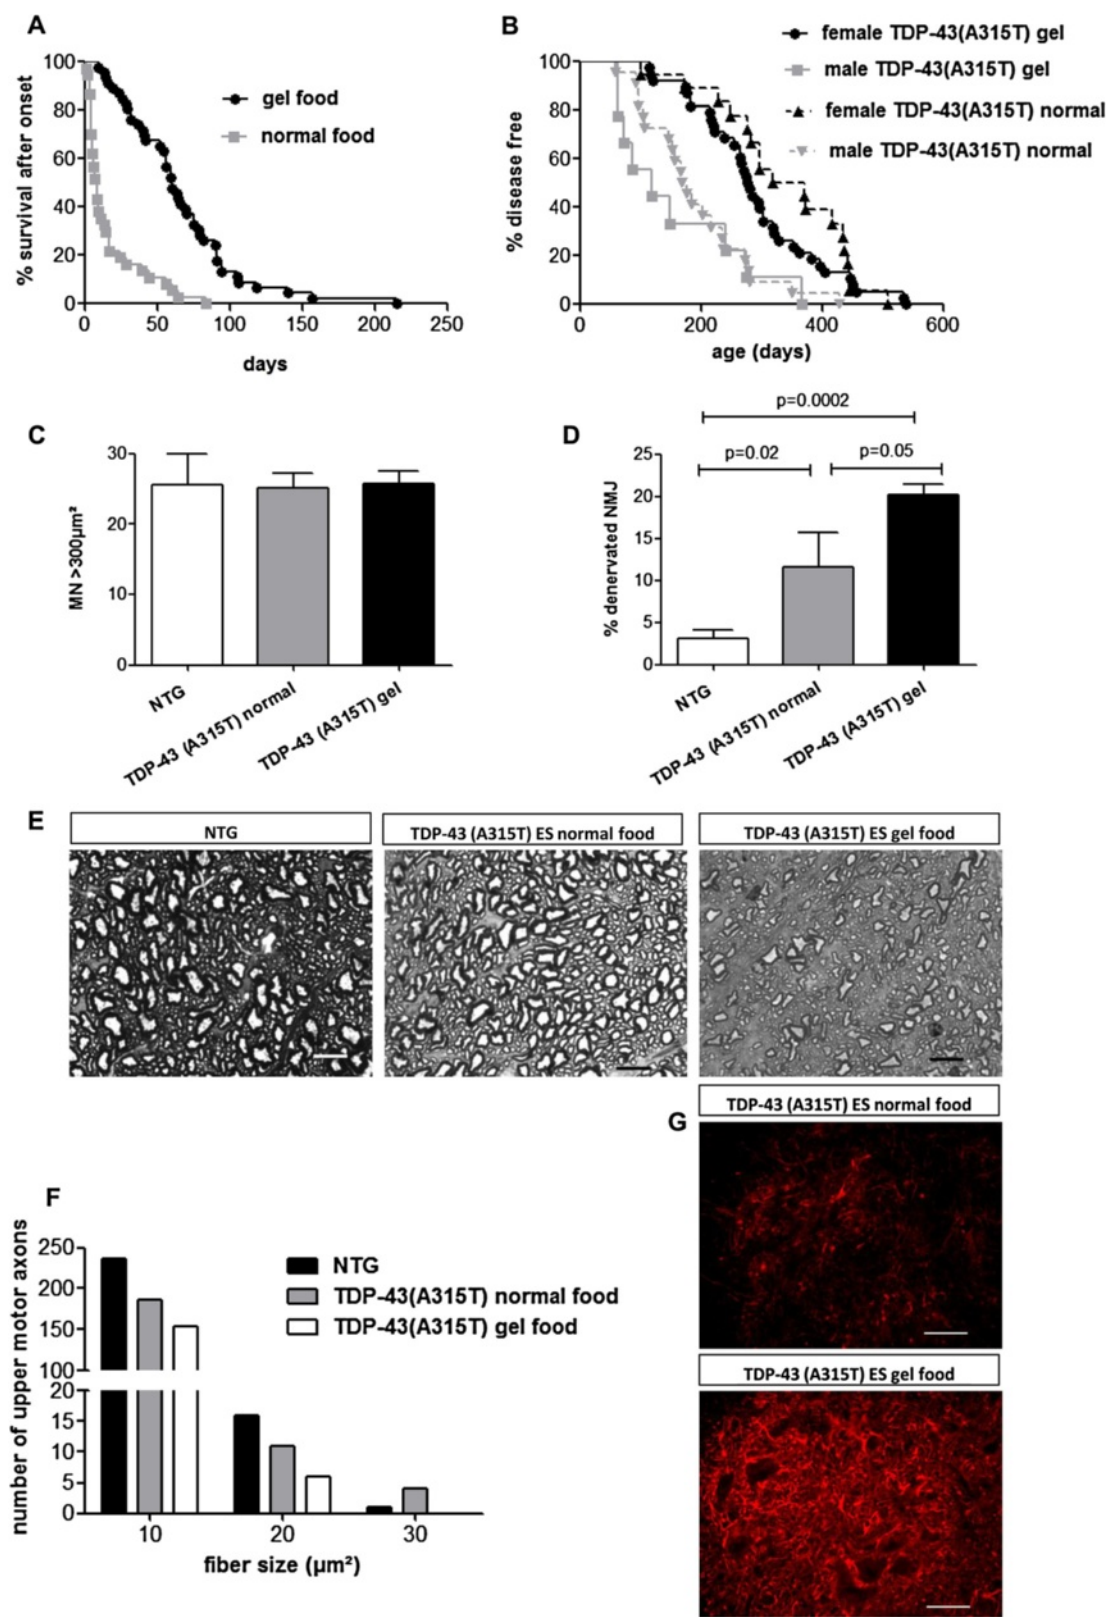 A
% survival after onset
100
80
60
40
20
0
0 50 100 150 200 250
days
gel food
normal food
B
% disease free
100
80
60
40
20
0
0 200 400 600
age (days)
female TDP-43(A315T) gel
male TDP-43(A315T) gel
female TDP-43(A315T) normal
male TDP-43(A315T) normal
C
MN >300µm²
30
20
10
0
NTG
TDP-43 (A315T) normal
TDP-43 (A315T) gel
D
p=0.0002
p=0.02 p=0.05
% denervated NMJ
25
20
15
10
5
0
NTG
TDP-43 (A315T) normal
TDP-43 (A315T) gel
E
NTG
TDP-43 (A315T) ES normal food
TDP-43 (A315T) ES gel food
F
number of upper motor axons
250
200
150
100
20
15
10
5
0
10 20 30
fiber size (µm²)
NTG
TDP-43(A315T) normal food
TDP-43(A315T) gel food
G
TDP-43 (A315T) ES normal food
TDP-43 (A315T) ES gel food